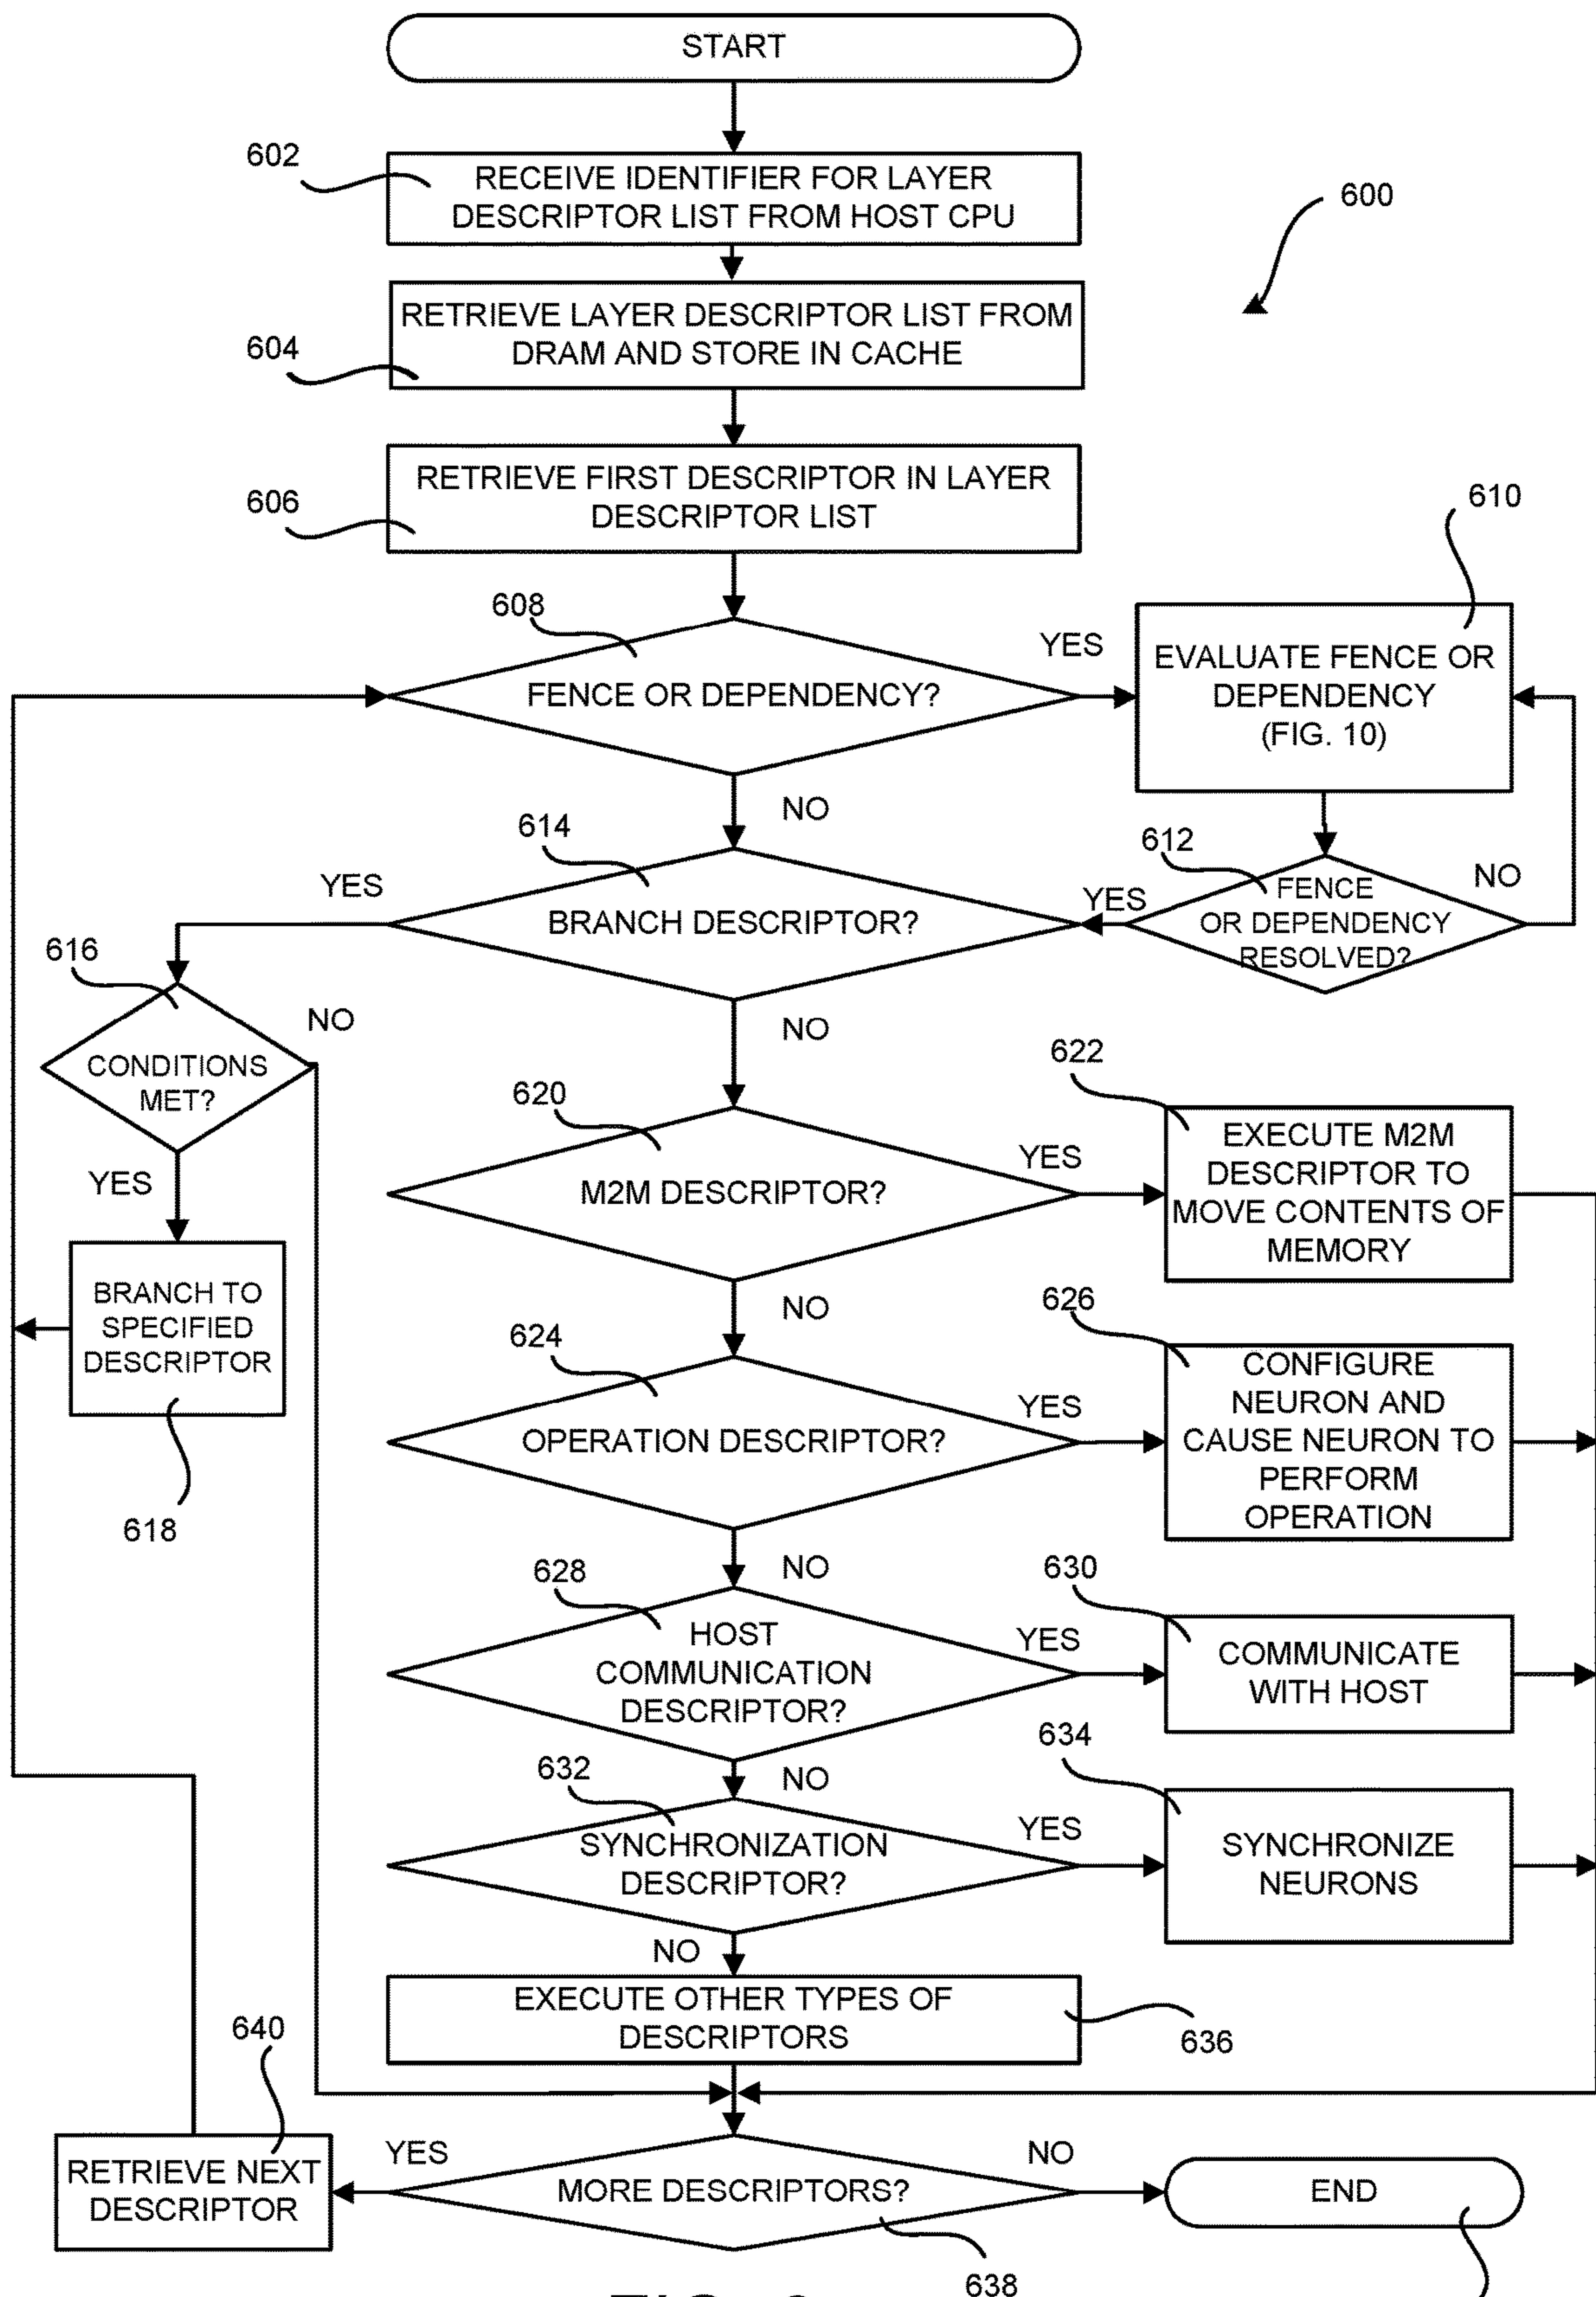 START
602
RECEIVE IDENTIFIER FOR LAYER
DESCRIPTOR LIST FROM HOST CPU
600
RETRIEVE LAYER DESCRIPTOR LIST FROM
DRAM AND STORE IN CACHE
604
RETRIEVE FIRST DESCRIPTOR IN LAYER
DESCRIPTOR LIST
606
610
608
YES
FENCE OR DEPENDENCY?
EVALUATE FENCE OR
DEPENDENCY
(FIG. 10)
NO
614
612
YES
BRANCH DESCRIPTOR?
YES
FENCE
OR DEPENDENCY
RESOLVED?
NO
616
NO
CONDITIONS
MET?
NO
622
620
YES
YES
M2M DESCRIPTOR?
EXECUTE M2M
DESCRIPTOR TO
MOVE CONTENTS OF
MEMORY
BRANCH TO
SPECIFIED
DESCRIPTOR
NO
626
624
YES
OPERATION DESCRIPTOR?
CONFIGURE
NEURON AND
CAUSE NEURON TO
PERFORM
OPERATION
618
NO
628
630
HOST
COMMUNICATION
DESCRIPTOR?
YES
COMMUNICATE
WITH HOST
634
632
NO
SYNCHRONIZATION
DESCRIPTOR?
YES
SYNCHRONIZE
NEURONS
NO
EXECUTE OTHER TYPES OF
DESCRIPTORS
636
640
YES
NO
RETRIEVE NEXT
DESCRIPTOR
MORE DESCRIPTORS?
END
638